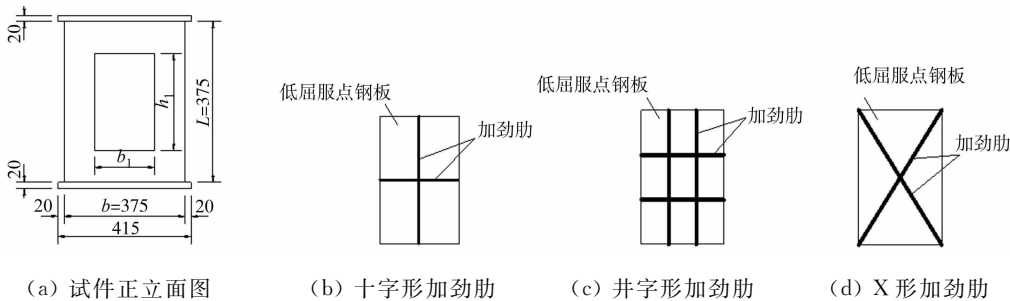 20
h₁
L=375
b₁
20
20
b=375
20
415
低屈服点钢板
加劲肋
低屈服点钢板
加劲肋
低屈服点钢板
加劲肋
(a) 试件正立面图
(b) 十字形加劲肋
(c) 井字形加劲肋
(d) X 形加劲肋